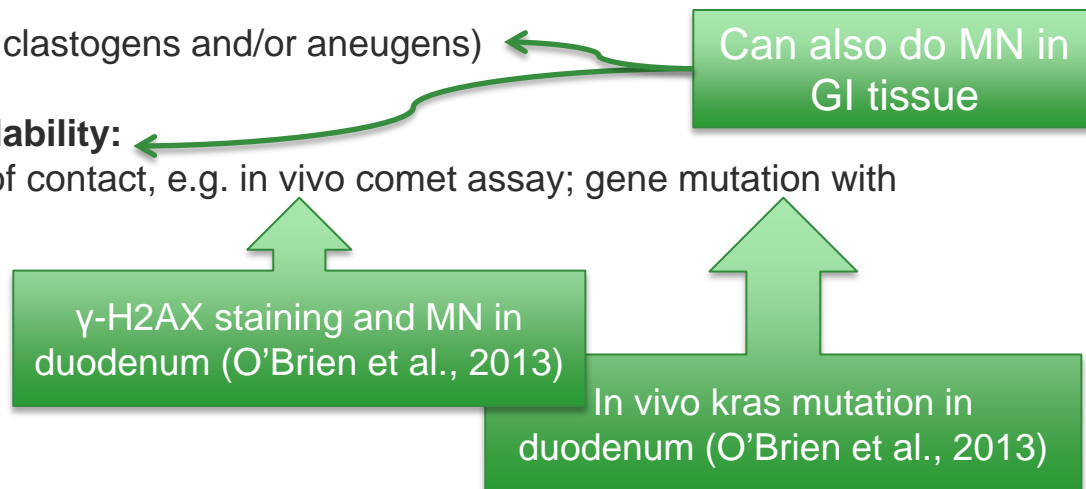 clastogens and/or aneugens)
Can also do MN in
GI tissue
lability:
of contact, e.g. in vivo comet assay; gene mutation with
γ-H2AX staining and MN in
duodenum (O’Brien et al., 2013)
In vivo kras mutation in
duodenum (O’Brien et al., 2013)